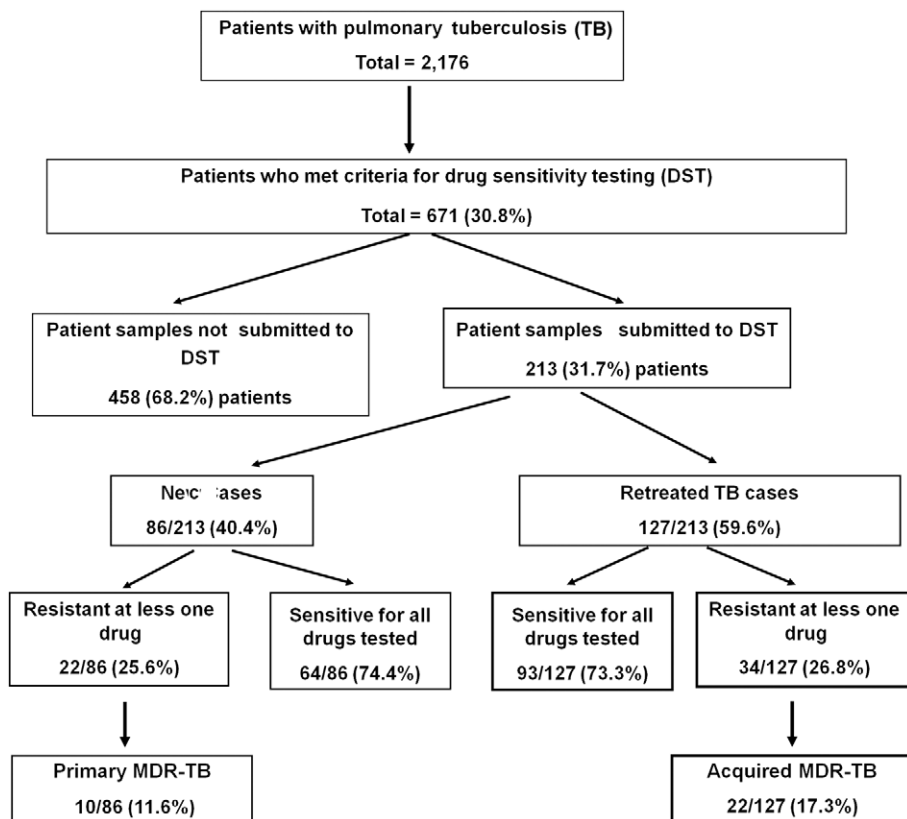 Patients with pulmonary tuberculosis (TB)
Total = 2,176
Patients who met criteria for drug sensitivity testing (DST)
Total = 671 (30.8%)
Patient samples not submitted to
DST
458 (68.2%) patients
Patient samples submitted to DST
213 (31.7%) patients
cases
86/213 (40.4%)
Retreated TB cases
127/213 (59.6%)
Resistant at less one
drug
22/86 (25.6%)
Sensitive for all
drugs tested
64/86 (74.4%)
Sensitive for all
drugs tested
93/127 (73.3%)
Resistant at less one
drug
34/127 (26.8%)
Primary MDR-TB
10/86 (11.6%)
Acquired MDR-TB
22/127 (17.3%)